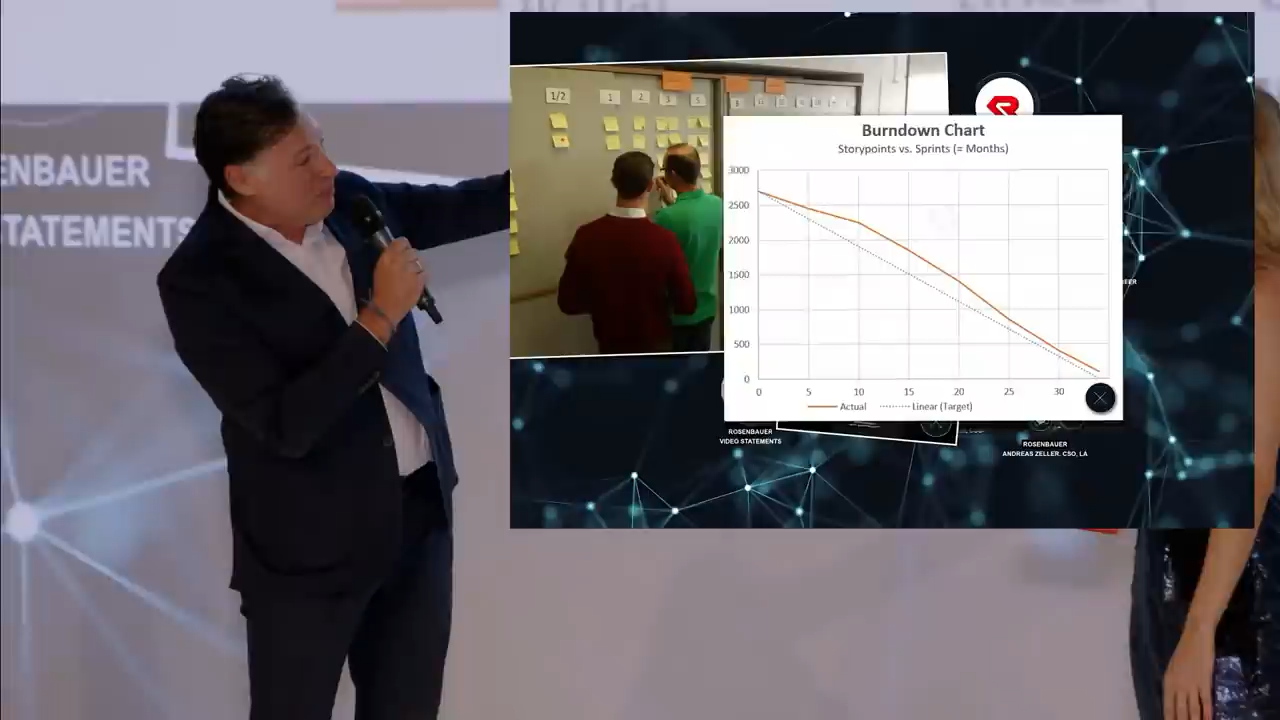 ENBAUER
TATEMENTS
1/2
1
2
3
5
8
Burndown Chart
Storypoints vs. Sprints (= Months)
3000
2500
2000
1500
1000
500
0
0
5
10
15
20
25
30
Actual
Linear (Target)
ROSENBAUER
VIDEO STATEMENTS
ROSENBAUER
ANDREAS ZELLER. CSO, LA